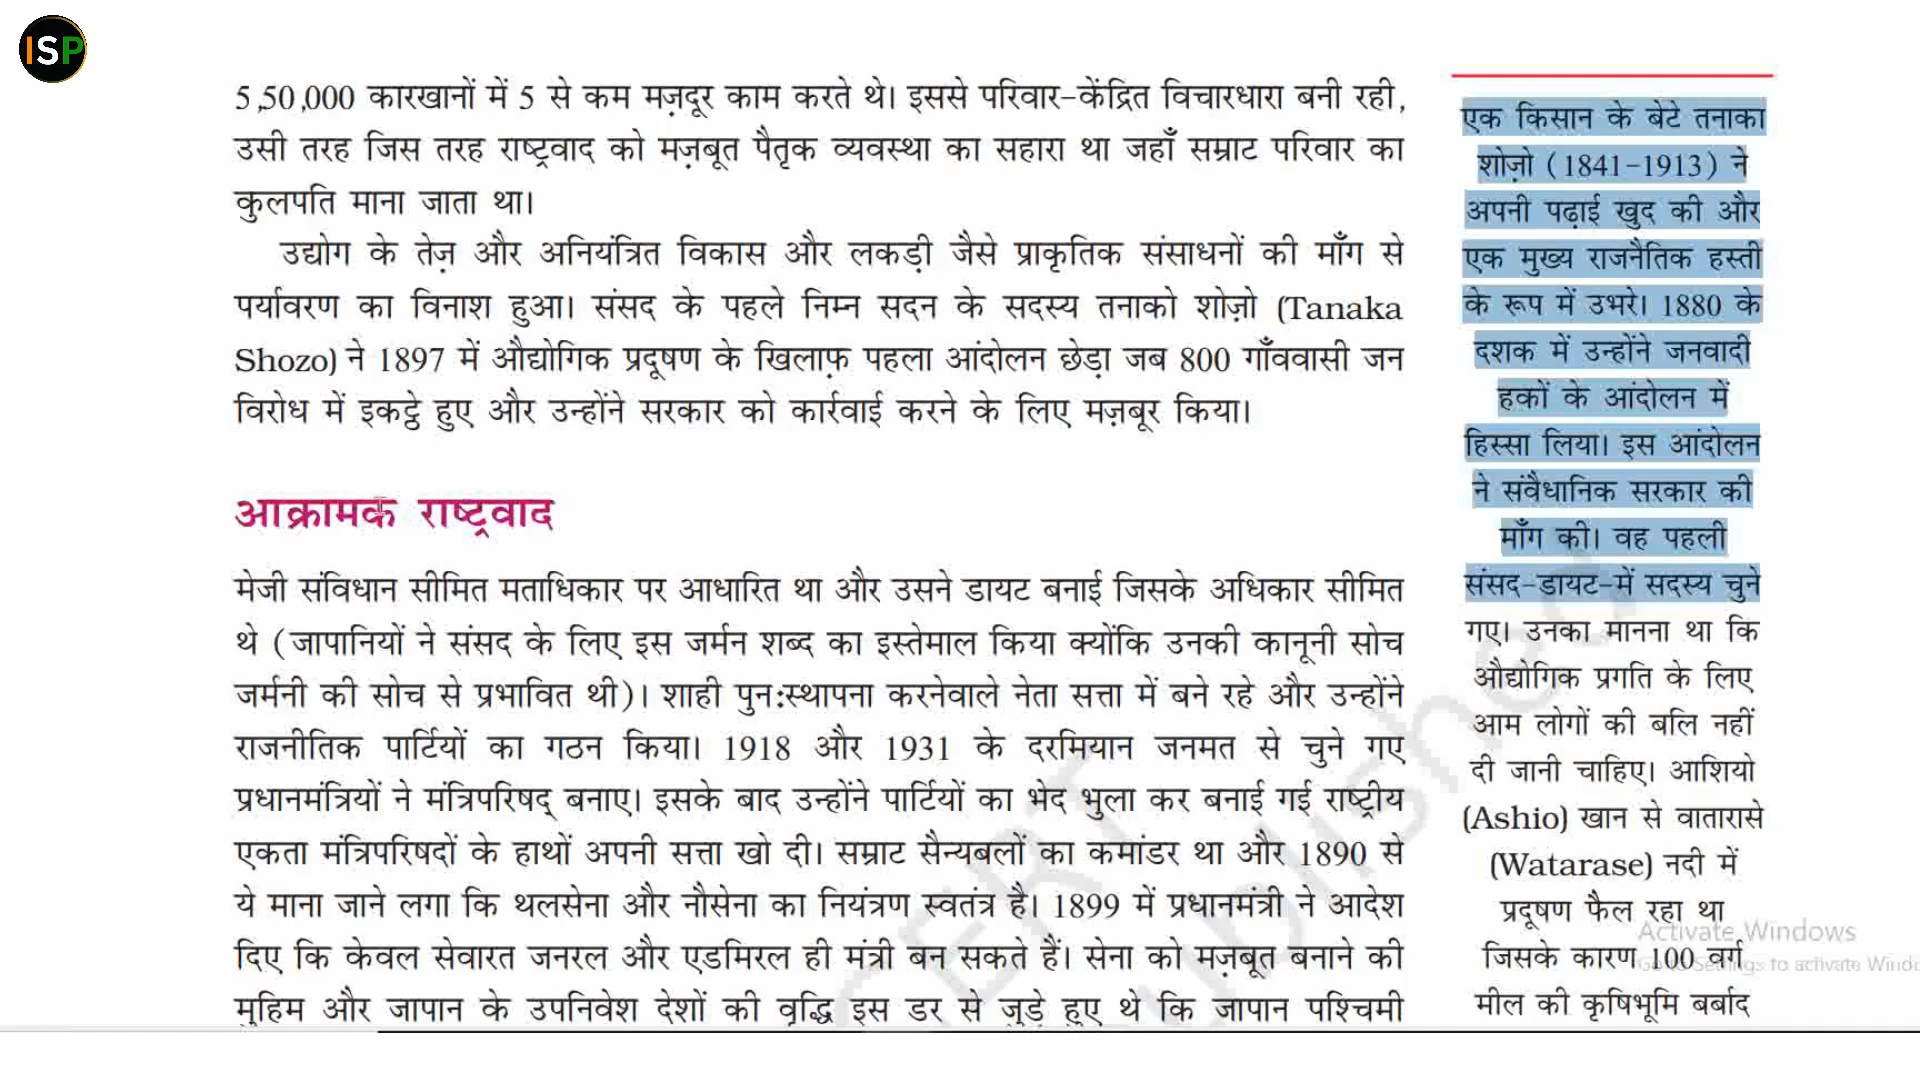 ISP
5,50,000 कारखानों में 5 से कम मज़दूर काम करते थे। इससे परिवार-केंद्रित विचारधारा बनी रही,
उसी तरह जिस तरह राष्ट्रवाद को मज़बूत पैतृक व्यवस्था का सहारा था जहाँ सम्राट परिवार का
कुलपति माना जाता था।
उद्योग के तेज़ और अनियंत्रित विकास और लकड़ी जैसे प्राकृतिक संसाधनों की माँग से
पर्यावरण का विनाश हुआ। संसद के पहले निम्न सदन के सदस्य तनाको शोज़ो (Tanaka
Shozo) ने 1897 में औद्योगिक प्रदूषण के खिलाफ़ पहला आंदोलन छेड़ा जब 800 गाँववासी जन
विरोध में इकट्ठे हुए और उन्होंने सरकार को कार्रवाई करने के लिए मज़बूर किया।
आक्रामक राष्ट्रवाद
मेजी संविधान सीमित मताधिकार पर आधारित था और उसने डायट बनाई जिसके अधिकार सीमित
थे (जापानियों ने संसद के लिए इस जर्मन शब्द का इस्तेमाल किया क्योंकि उनकी कानूनी सोच
जर्मनी की सोच से प्रभावित थी)। शाही पुन:स्थापना करनेवाले नेता सत्ता में बने रहे और उन्होंने
राजनीतिक पार्टियों का गठन किया। 1918 और 1931 के दरमियान जनमत से चुने गए
प्रधानमंत्रियों ने मंत्रिपरिषद् बनाए। इसके बाद उन्होंने पार्टियों का भेद भुला कर बनाई गई राष्ट्रीय
एकता मंत्रिपरिषदों के हाथों अपनी सत्ता खो दी। सम्राट सैन्यबलों का कमांडर था और 1890 से
ये माना जाने लगा कि थलसेना और नौसेना का नियंत्रण स्वतंत्र है। 1899 में प्रधानमंत्री ने आदेश
दिए कि केवल सेवारत जनरल और एडमिरल ही मंत्री बन सकते हैं। सेना को मज़बूत बनाने की
मुहिम और जापान के उपनिवेश देशों की वृद्धि इस डर से जुड़े हुए थे कि जापान पश्चिमी
एक किसान के बेटे तनाका
शोज़ो (1841-1913) ने
अपनी पढ़ाई खुद की और
एक मुख्य राजनैतिक हस्ती
के रूप में उभरे। 1880 के
दशक में उन्होंने जनवादी
हकों के आंदोलन में
हिस्सा लिया। इस आंदोलन
ने संवैधानिक सरकार की
माँग की। वह पहली
संसद-डायट-में सदस्य चुने
गए। उनका मानना था कि
औद्योगिक प्रगति के लिए
आम लोगों की बलि नहीं
दी जानी चाहिए। आशियो
(Ashio) खान से वातारासे
(Watarase) नदी में
प्रदूषण फैल रहा था
जिसके कारण 100 वर्ग
मील की कृषिभूमि बर्बाद
Activate Windows
Go to Settings to activate Windo